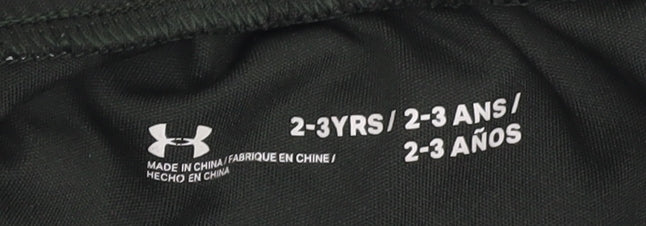 2-3YRS / 2-3 ANS /
2-3 AÑOS
MADE IN CHINA / FABRIQUE EN CHINE /
HECHO EN CHINA